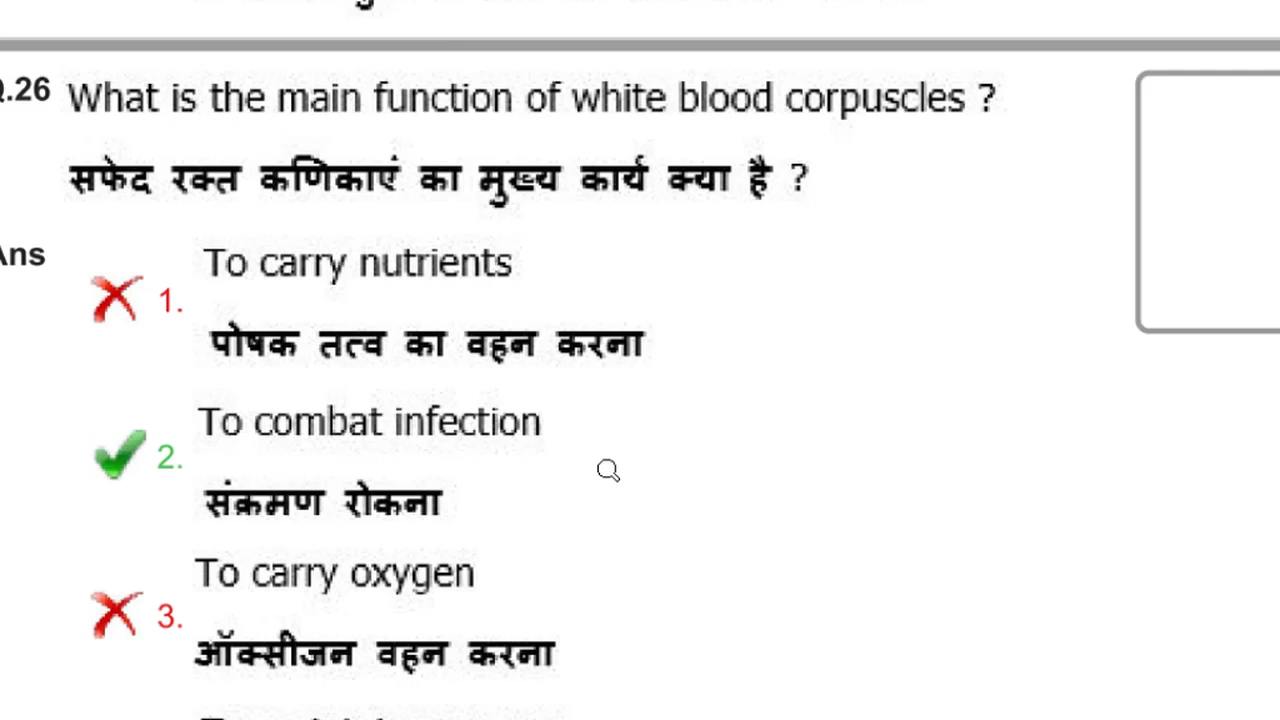 .26 What is the main function of white blood corpuscles ?
सफेद रक्त कणिकाएं का मुख्य कार्य क्या है ?
Ans
To carry nutrients
1.
पोषक तत्व का वहन करना
To combat infection
2.
संक्रमण रोकना
To carry oxygen
3.
ऑक्सीजन वहन करना